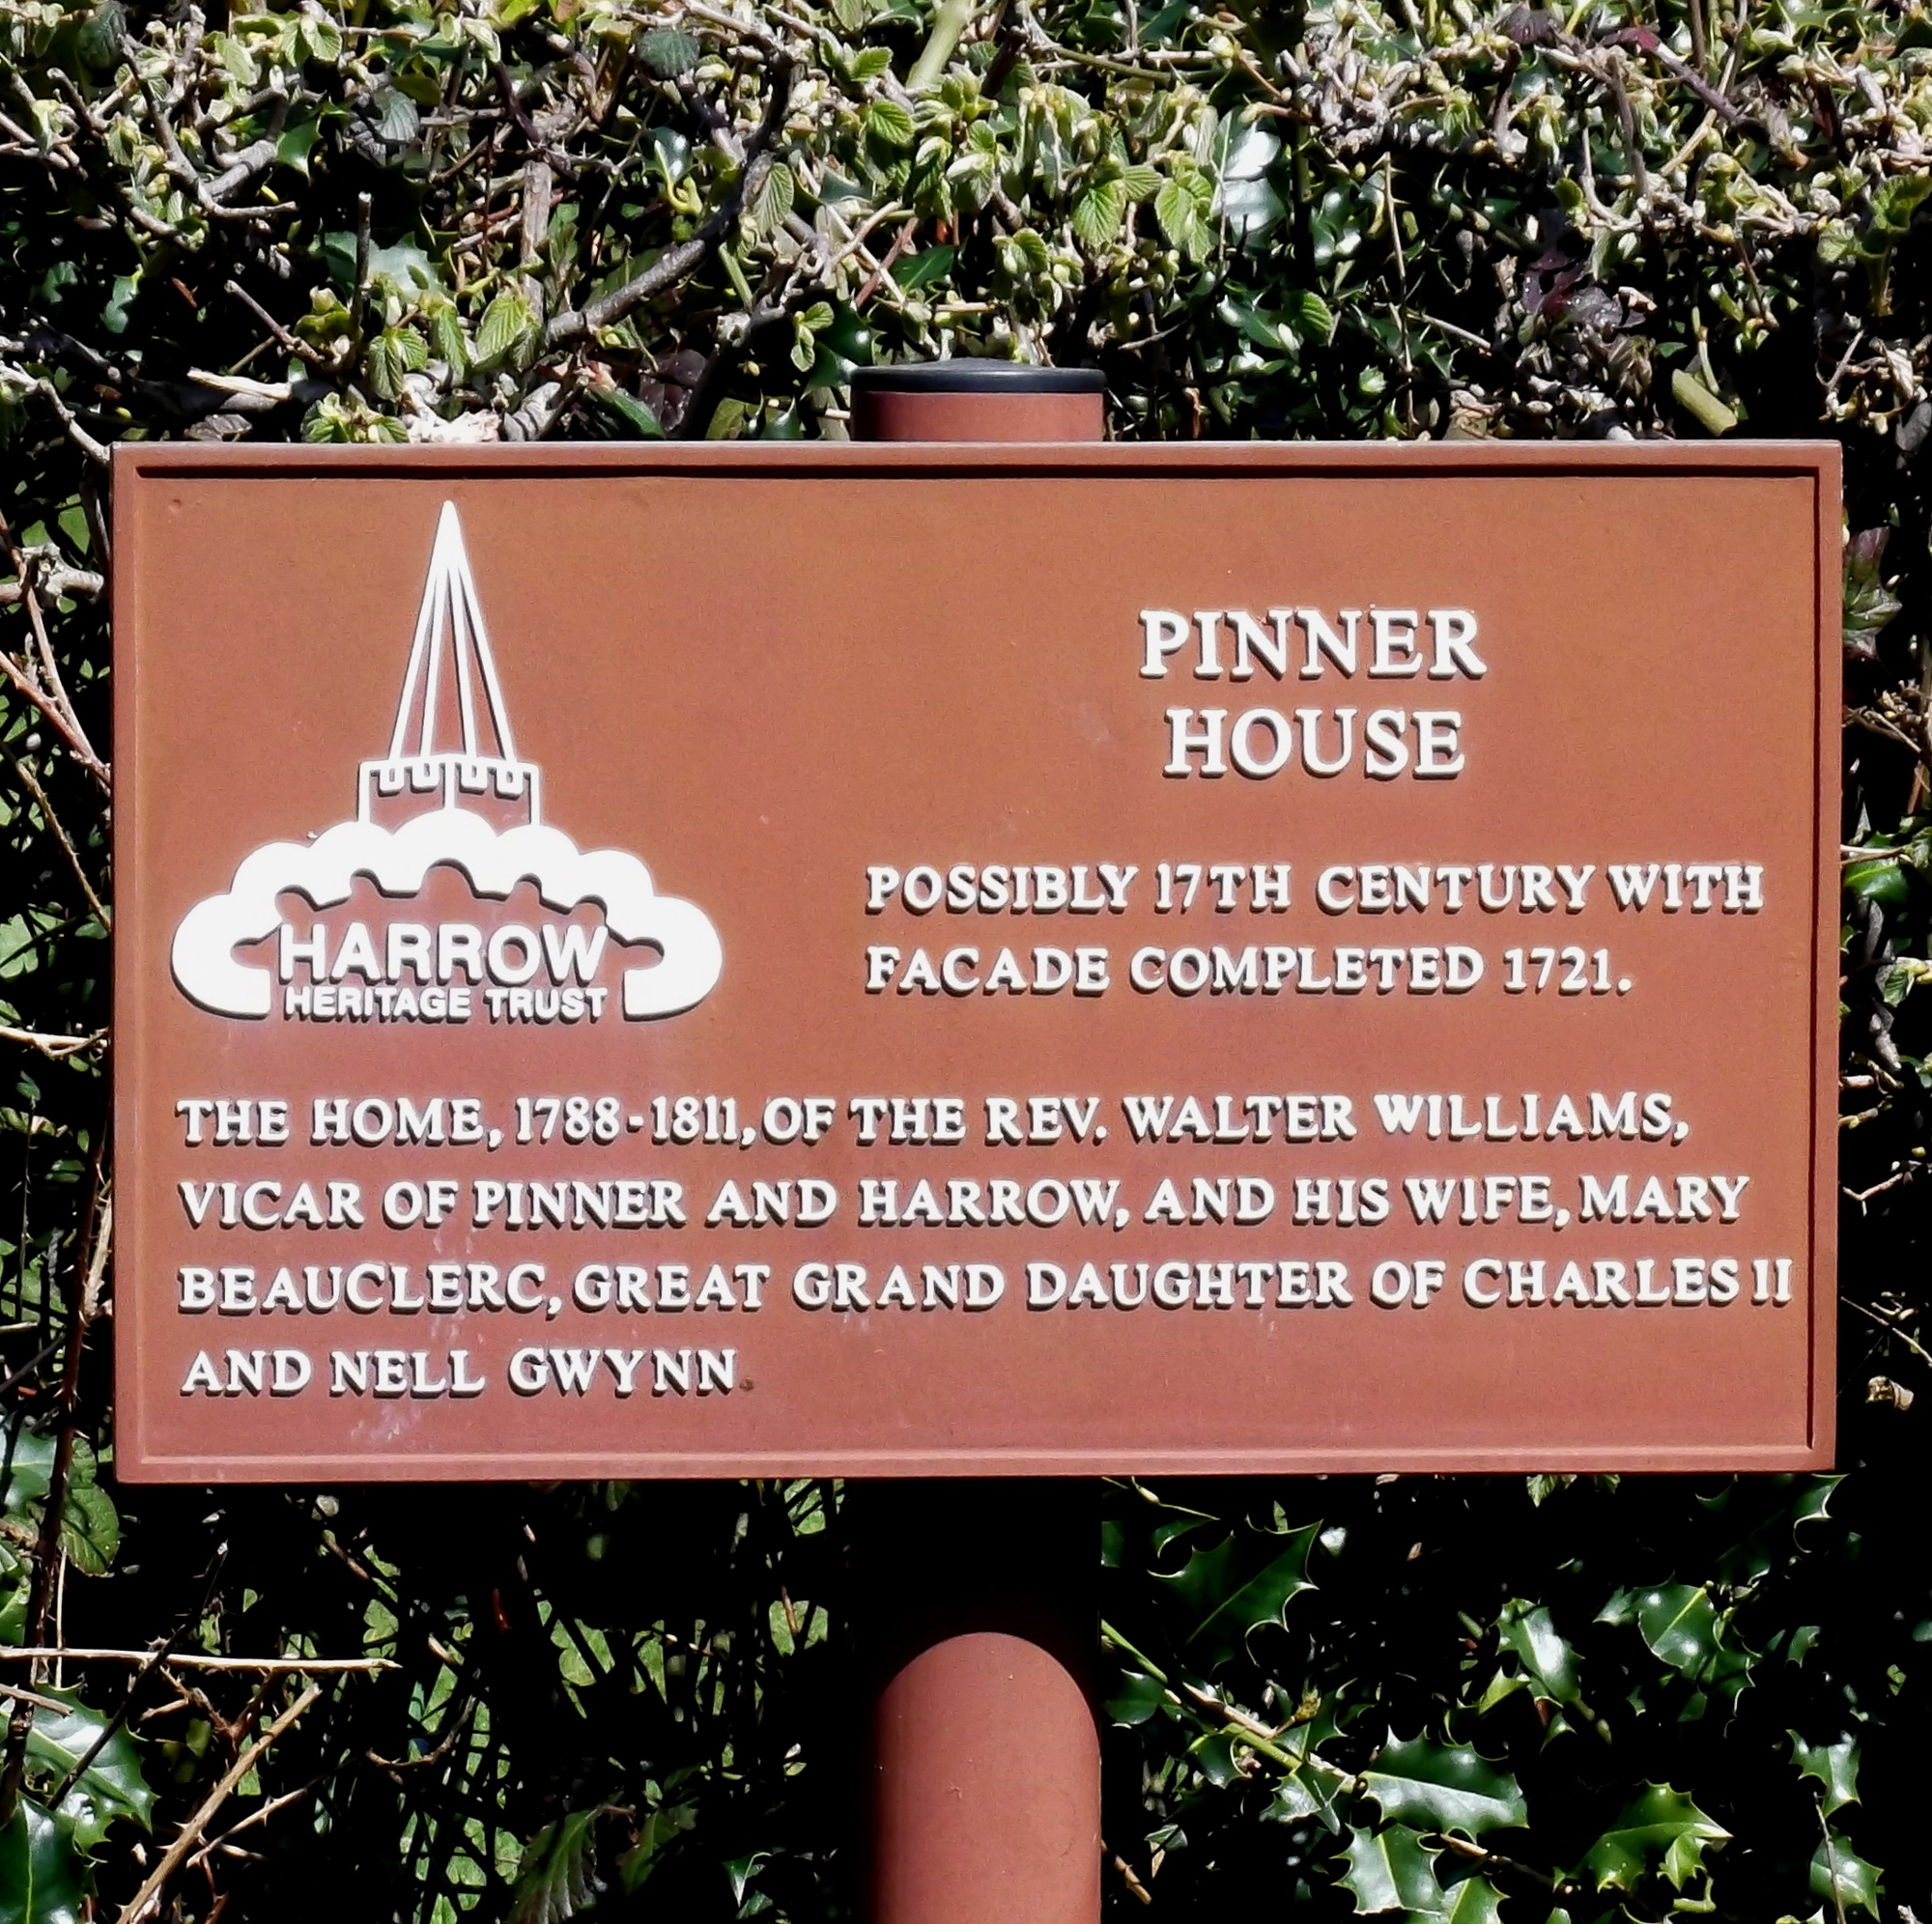 HARROW
HERITAGE TRUST
PINNER
HOUSE
POSSIBLY 17TH CENTURY WITH
FACADE COMPLETED 1721.
THE HOME, 1788-1811, OF THE REV. WALTER WILLIAMS,
VICAR OF PINNER AND HARROW, AND HIS WIFE, MARY
BEAUCLERC, GREAT GRAND DAUGHTER OF CHARLES II
AND NELL GWYNN.